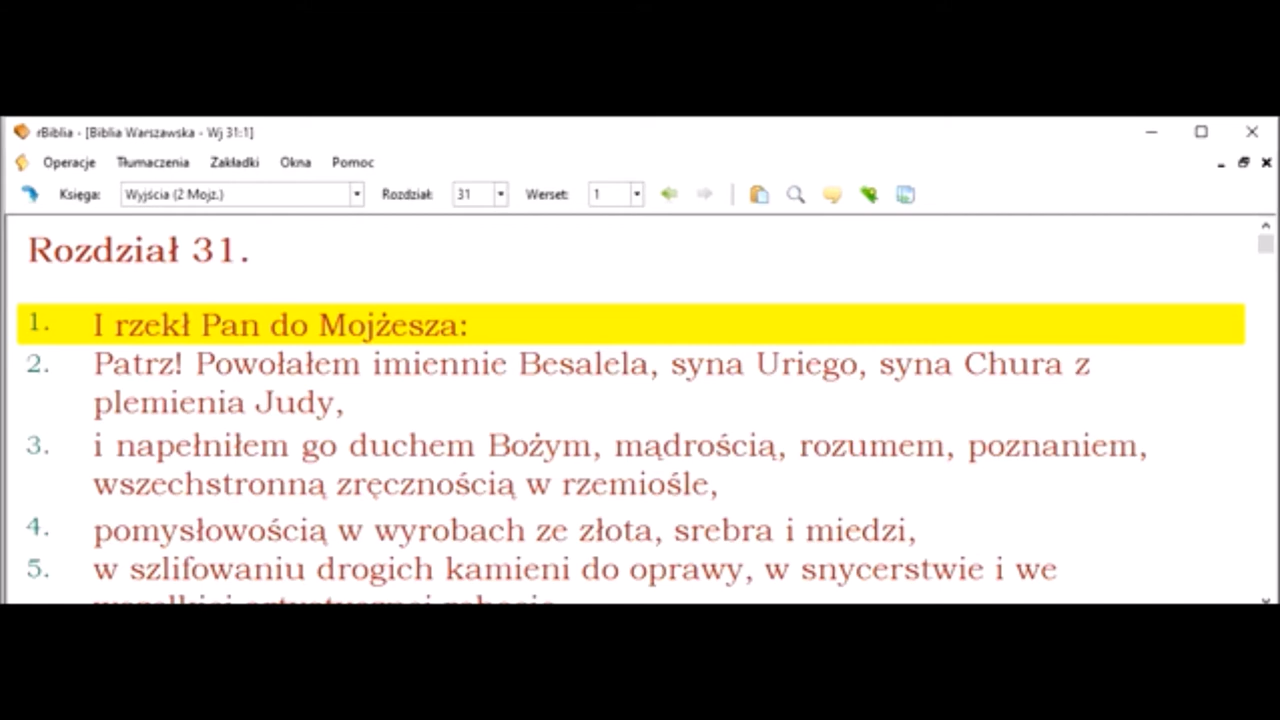 rBiblia - [Biblia Warszawska - Wj 31:1]
Operacje Tłumaczenia Zakładki Okna Pomoc
Księga: Wyjścia (2 Mojż.) Rozdział: 31 Werset: 1
Rozdział 31.
1. I rzekł Pan do Mojżesza:
2. Patrz! Powołałem imiennie Besalela, syna Uriego, syna Chura z
plemienia Judy,
3. i napełniłem go duchem Bożym, mądrością, rozumem, poznaniem,
wszechstronną zręcznością w rzemiośle,
4. pomysłowością w wyrobach ze złota, srebra i miedzi,
5. w szlifowaniu drogich kamieni do oprawy, w snycerstwie i we